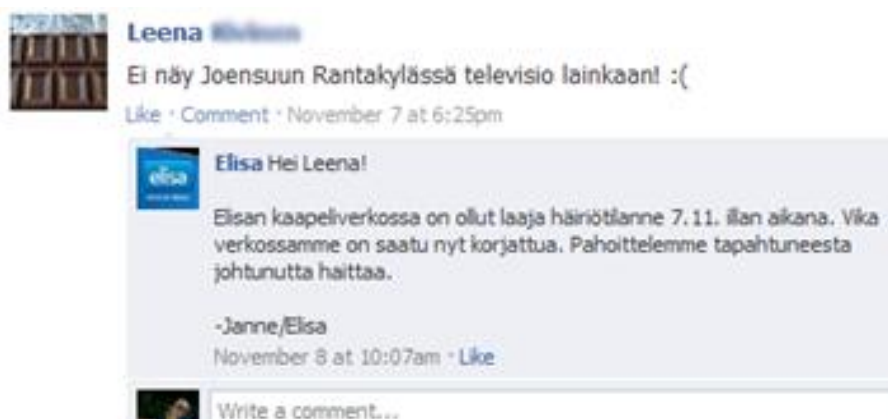 Leena
Ei näy Joensuun Rantakylässä televisio lainkaan! :(
Like · Comment · November 7 at 6:25pm
elisa
Elisa Hei Leena!
Elisan kaapeliverkossa on ollut laaja häiriötilanne 7.11. illan aikana. Vika
verkossamme on saatu nyt korjattua. Pahoittelemme tapahtuneesta
johtunutta haittaa.
-Janne/Elisa
November 8 at 10:07am · Like
Write a comment...